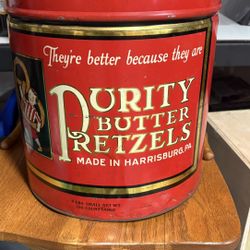 They're better because they are
PURITY
BUTTER
PRETZELS
MADE IN HARRISBURG, PA.